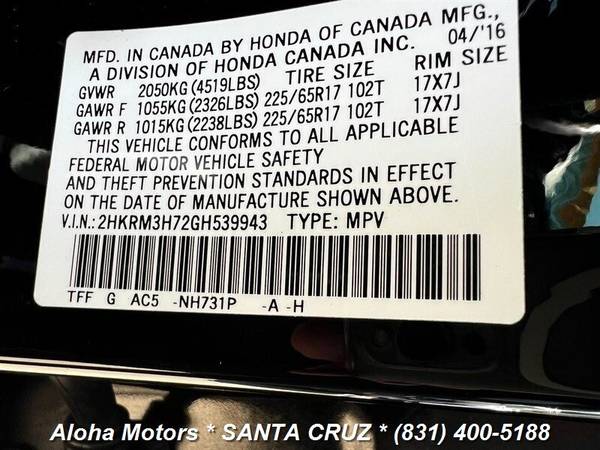 MFD. IN CANADA BY HONDA OF CANADA MFG.,
A DIVISION OF HONDA CANADA INC. 04/'16
GVWR 2050KG(4519LBS) TIRE SIZE RIM SIZE
GAWR F 1055KG(2326LBS) 225/65R17 102T 17X7J
GAWR R 1015KG(2238LBS) 225/65R17 102T 17X7J
THIS VEHICLE CONFORMS TO ALL APPLICABLE
FEDERAL MOTOR VEHICLE SAFETY
AND THEFT PREVENTION STANDARDS IN EFFECT
ON THE DATE OF MANUFACTURE SHOWN ABOVE.
V.I.N.:2HKRM3H72GH539943 TYPE: MPV
TFF G AC5 -NH731P -A -H
Aloha Motors * SANTA CRUZ * (831) 400-5188